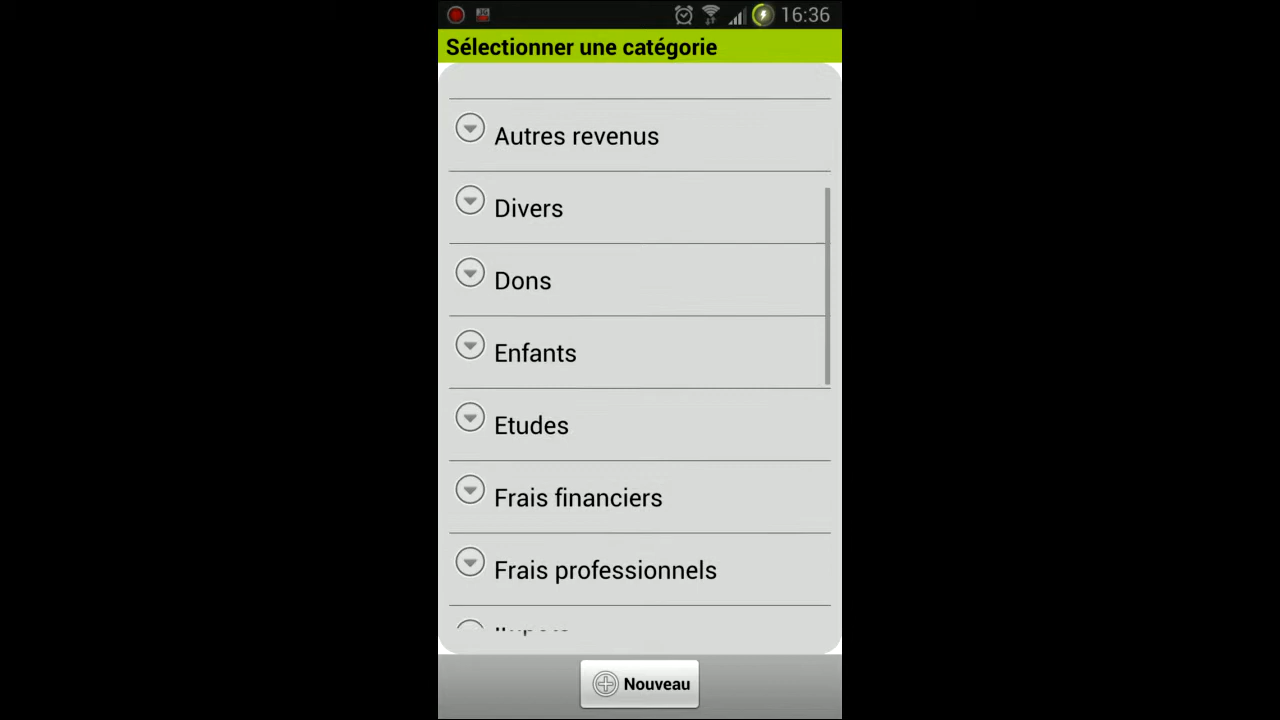 16:36
Sélectionner une catégorie
Autres revenus
Divers
Dons
Enfants
Etudes
Frais financiers
Frais professionnels
Nouveau